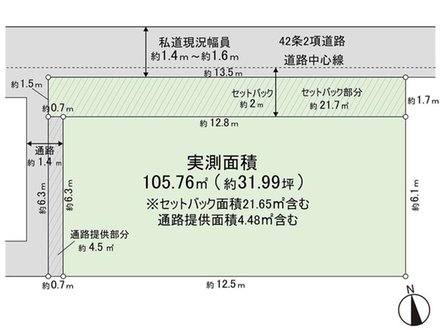 私道現況幅員
約1.4m～約1.6m
42条2項道路
道路中心線
約13.5m
約1.5m
セットバック
約2m
セットバック部分
約21.7㎡
約1.7m
約0.7m
約12.8m
通路
約1.4m
実測面積
105.76㎡(約31.99坪)
※セットバック面積21.65㎡含む
通路提供面積4.48㎡含む
約6.3m
約6.3m
約6.1m
通路提供部分
約4.5㎡
約0.7m
約12.5m
N